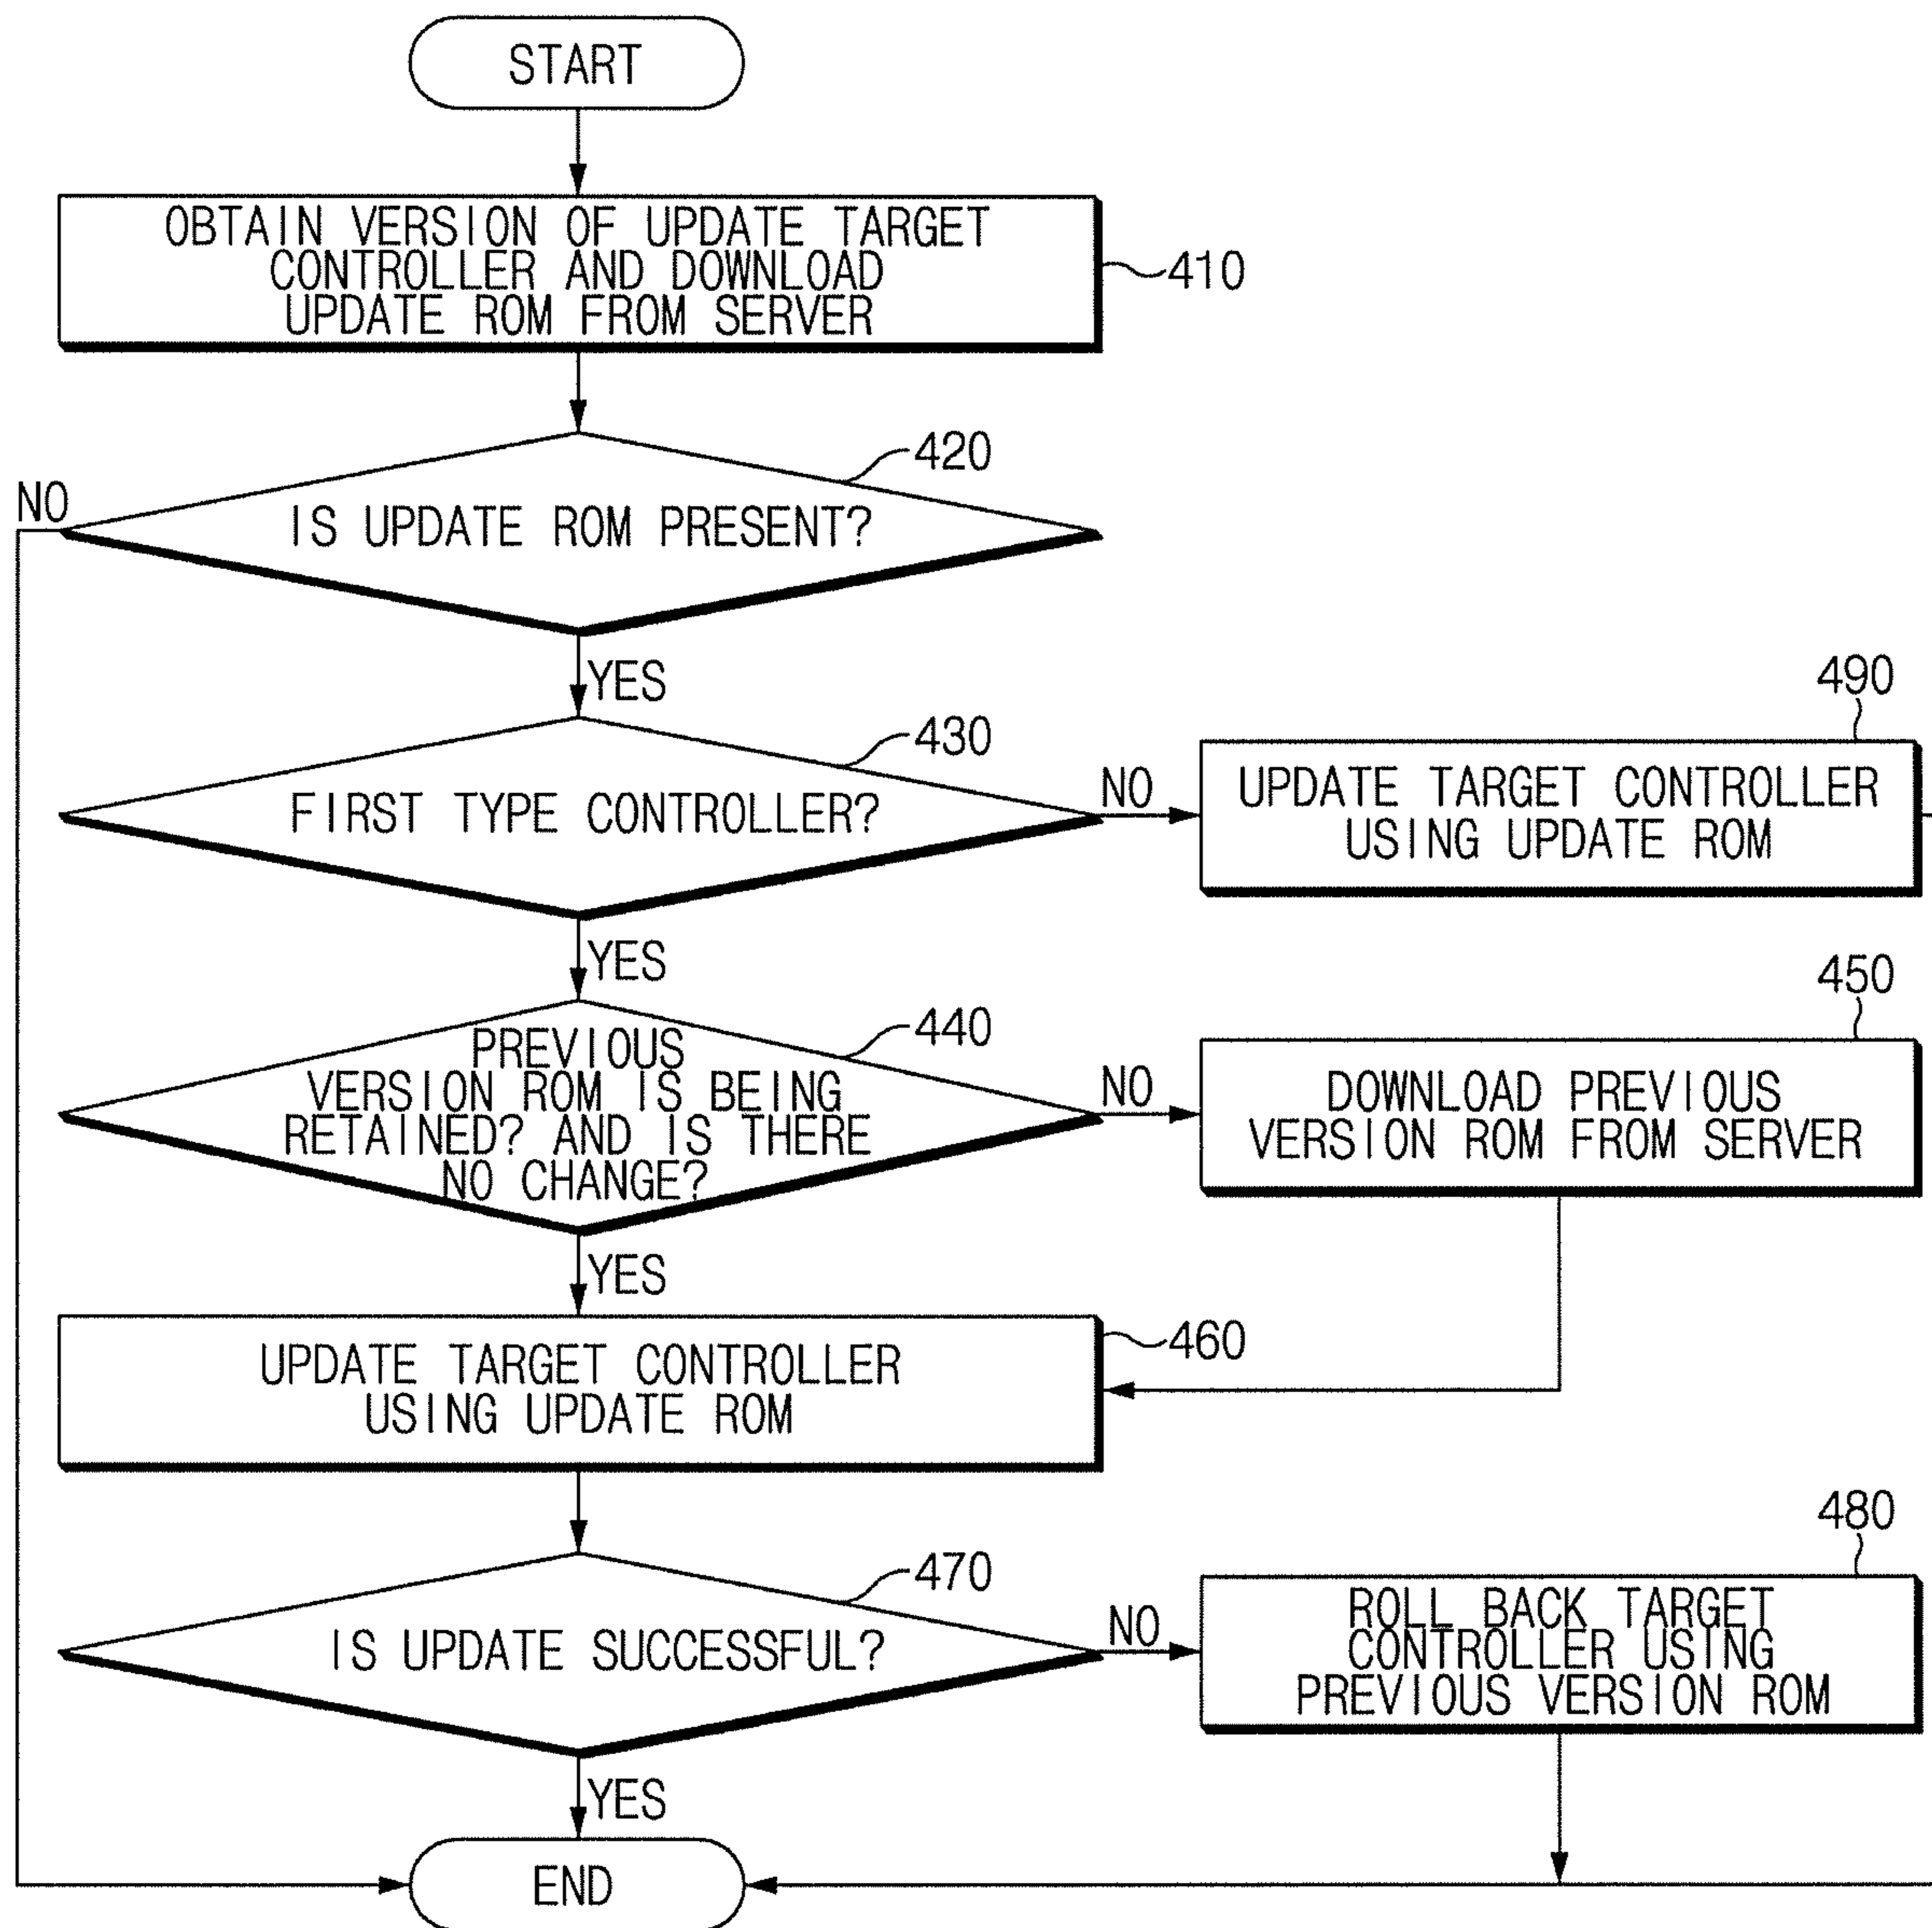 START
OBTAIN VERSION OF UPDATE TARGET
CONTROLLER AND DOWNLOAD
UPDATE ROM FROM SERVER
410
420
NO
IS UPDATE ROM PRESENT?
YES
430
FIRST TYPE CONTROLLER?
NO
490
UPDATE TARGET CONTROLLER
USING UPDATE ROM
YES
440
PREVIOUS
VERSION ROM IS BEING
RETAINED? AND IS THERE
NO CHANGE?
NO
450
DOWNLOAD PREVIOUS
VERSION ROM FROM SERVER
YES
460
UPDATE TARGET CONTROLLER
USING UPDATE ROM
470
IS UPDATE SUCCESSFUL?
NO
480
ROLL BACK TARGET
CONTROLLER USING
PREVIOUS VERSION ROM
YES
END